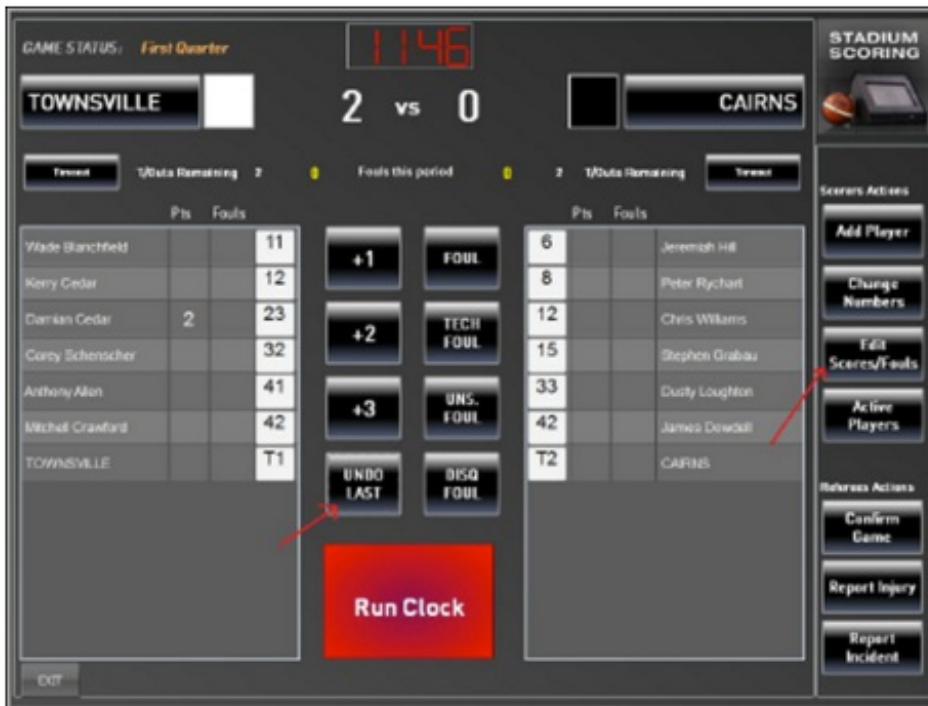 GAME STATUS: First Quarter
1146
STADIUM
SCORING
TOWNSVILLE
2 vs 0
CAIRNS
Timeout
T/Outs Remaining 2
0 Fouls this period 0
2 T/Outs Remaining
Timeout
Pts Fouls
Pts Fouls
Wade Blanchfield 11
Kerry Cedar 12
Damian Cedar 2 23
Corey Schenscher 32
Anthony Allen 41
Mitchell Crawford 42
TOWNSVILLE T1
+1
FOUL
+2
TECH
FOUL
+3
UNS.
FOUL
UNDO
LAST
DISQ
FOUL
Run Clock
6 Jeremiah Hill
8 Peter Rychart
12 Chris Williams
15 Stephen Grabau
33 Dusty Loughton
42 James Dowdell
T2 CAIRNS
Scorers Actions
Add Player
Change
Numbers
Edit
Scores/Fouls
Active
Players
Referees Actions
Confirm
Game
Report Injury
Report
Incident
EXIT